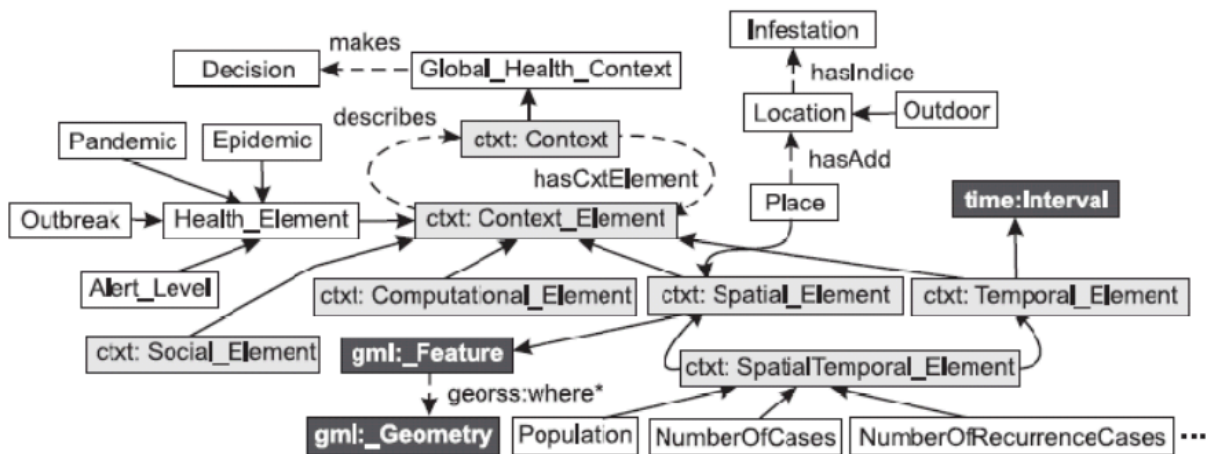 Infestation
makes
Decision
Global_Health_Context
hasIndice
describes
Location
Outdoor
Pandemic
Epidemic
ctxt: Context
hasAdd
hasCxtElement
Place
time:Interval
Outbreak
Health_Element
ctxt: Context_Element
Alert_Level
ctxt: Computational_Element
ctxt: Spatial_Element
ctxt: Temporal_Element
ctxt: Social_Element
gml:_Feature
ctxt: SpatialTemporal_Element
georss:where*
gml:_Geometry
Population
NumberOfCases
NumberOfRecurrenceCases
...